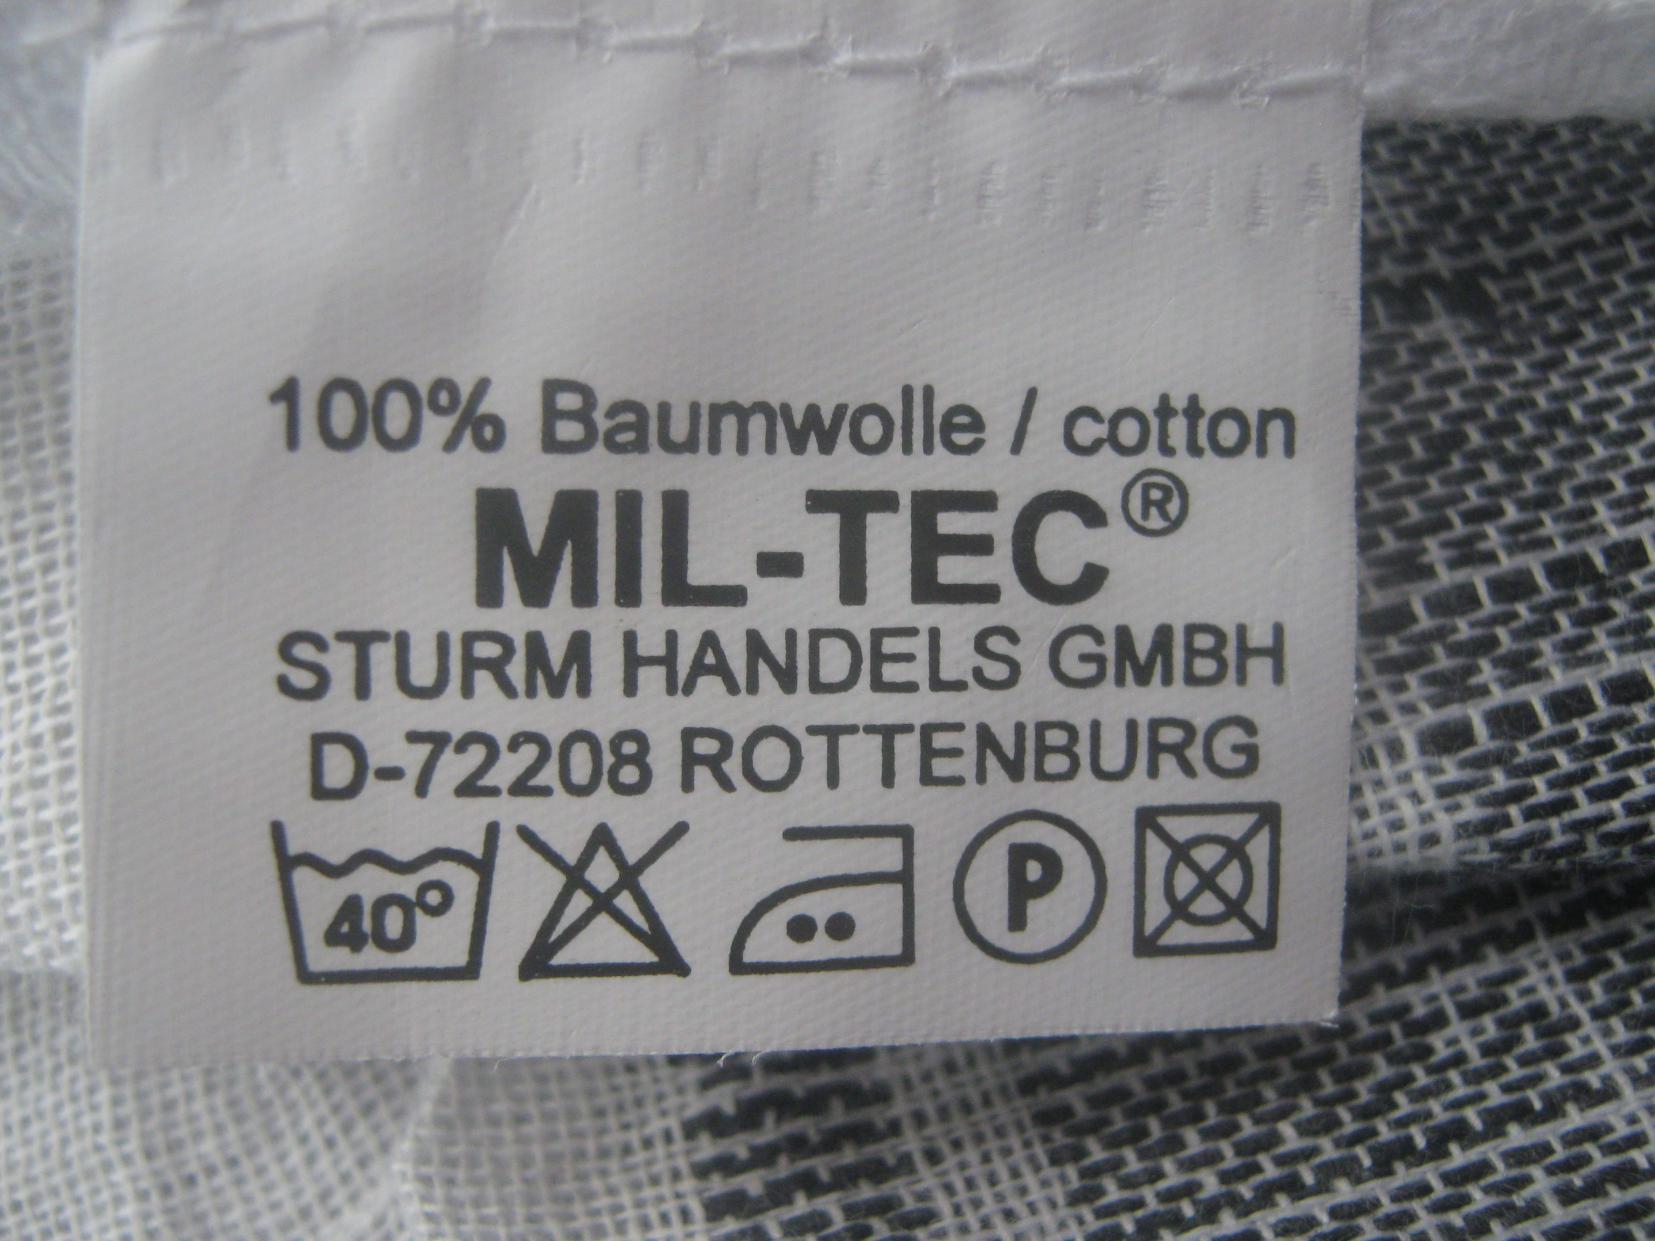 100% Baumwolle / cotton
MIL-TEC®
STURM HANDELS GMBH
D-72208 ROTTENBURG
40° P